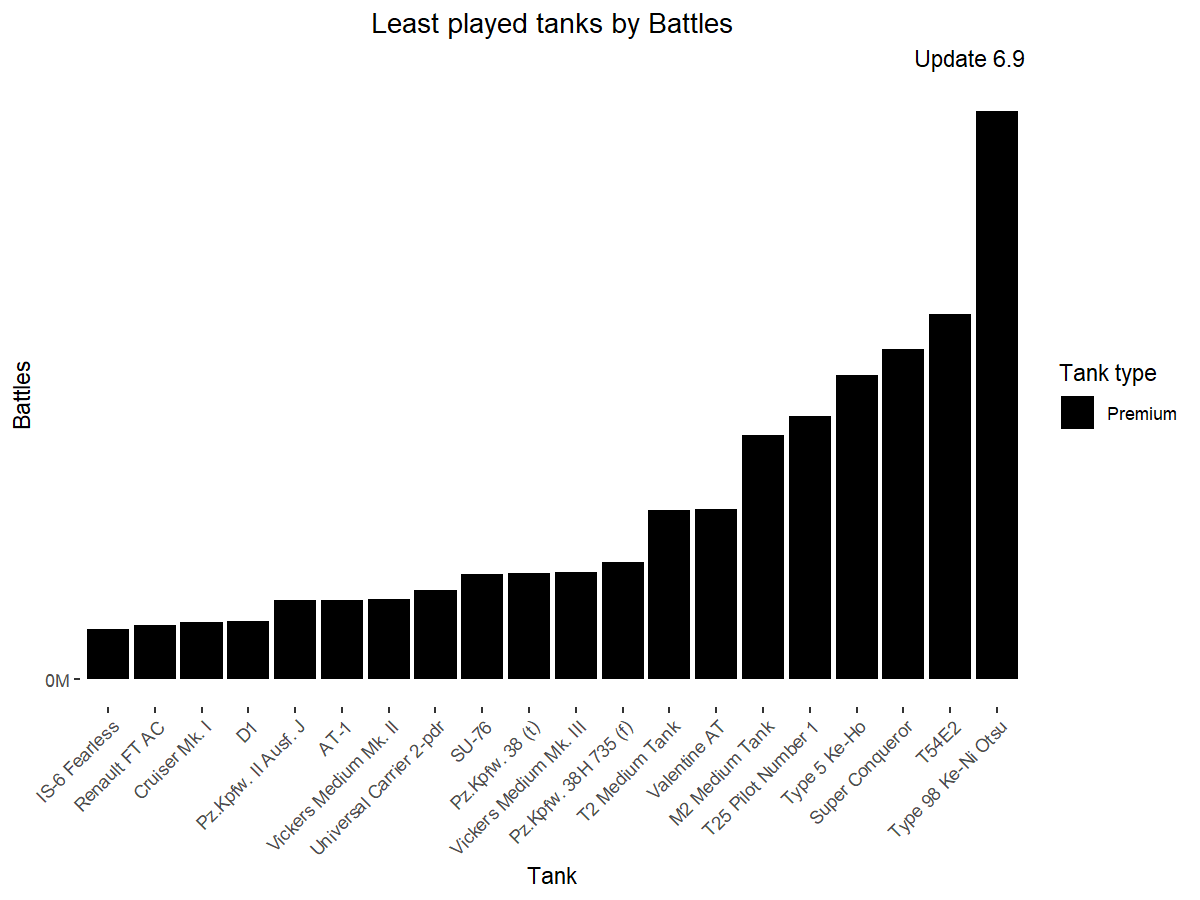 Least played tanks by Battles
Update 6.9
Battles
0M
IS-6 Fearless
Renault FT AC
Cruiser Mk. I
D1
Pz.Kpfw. II Ausf. J
AT-1
Vickers Medium Mk. II
Universal Carrier 2-pdr
SU-76
Pz.Kpfw. 38 (t)
Vickers Medium Mk. III
Pz.Kpfw. 38H 735 (f)
T2 Medium Tank
Valentine AT
M2 Medium Tank
T25 Pilot Number 1
Type 5 Ke-Ho
Super Conqueror
T54E2
Type 98 Ke-Ni Otsu
Tank
Tank type
Premium